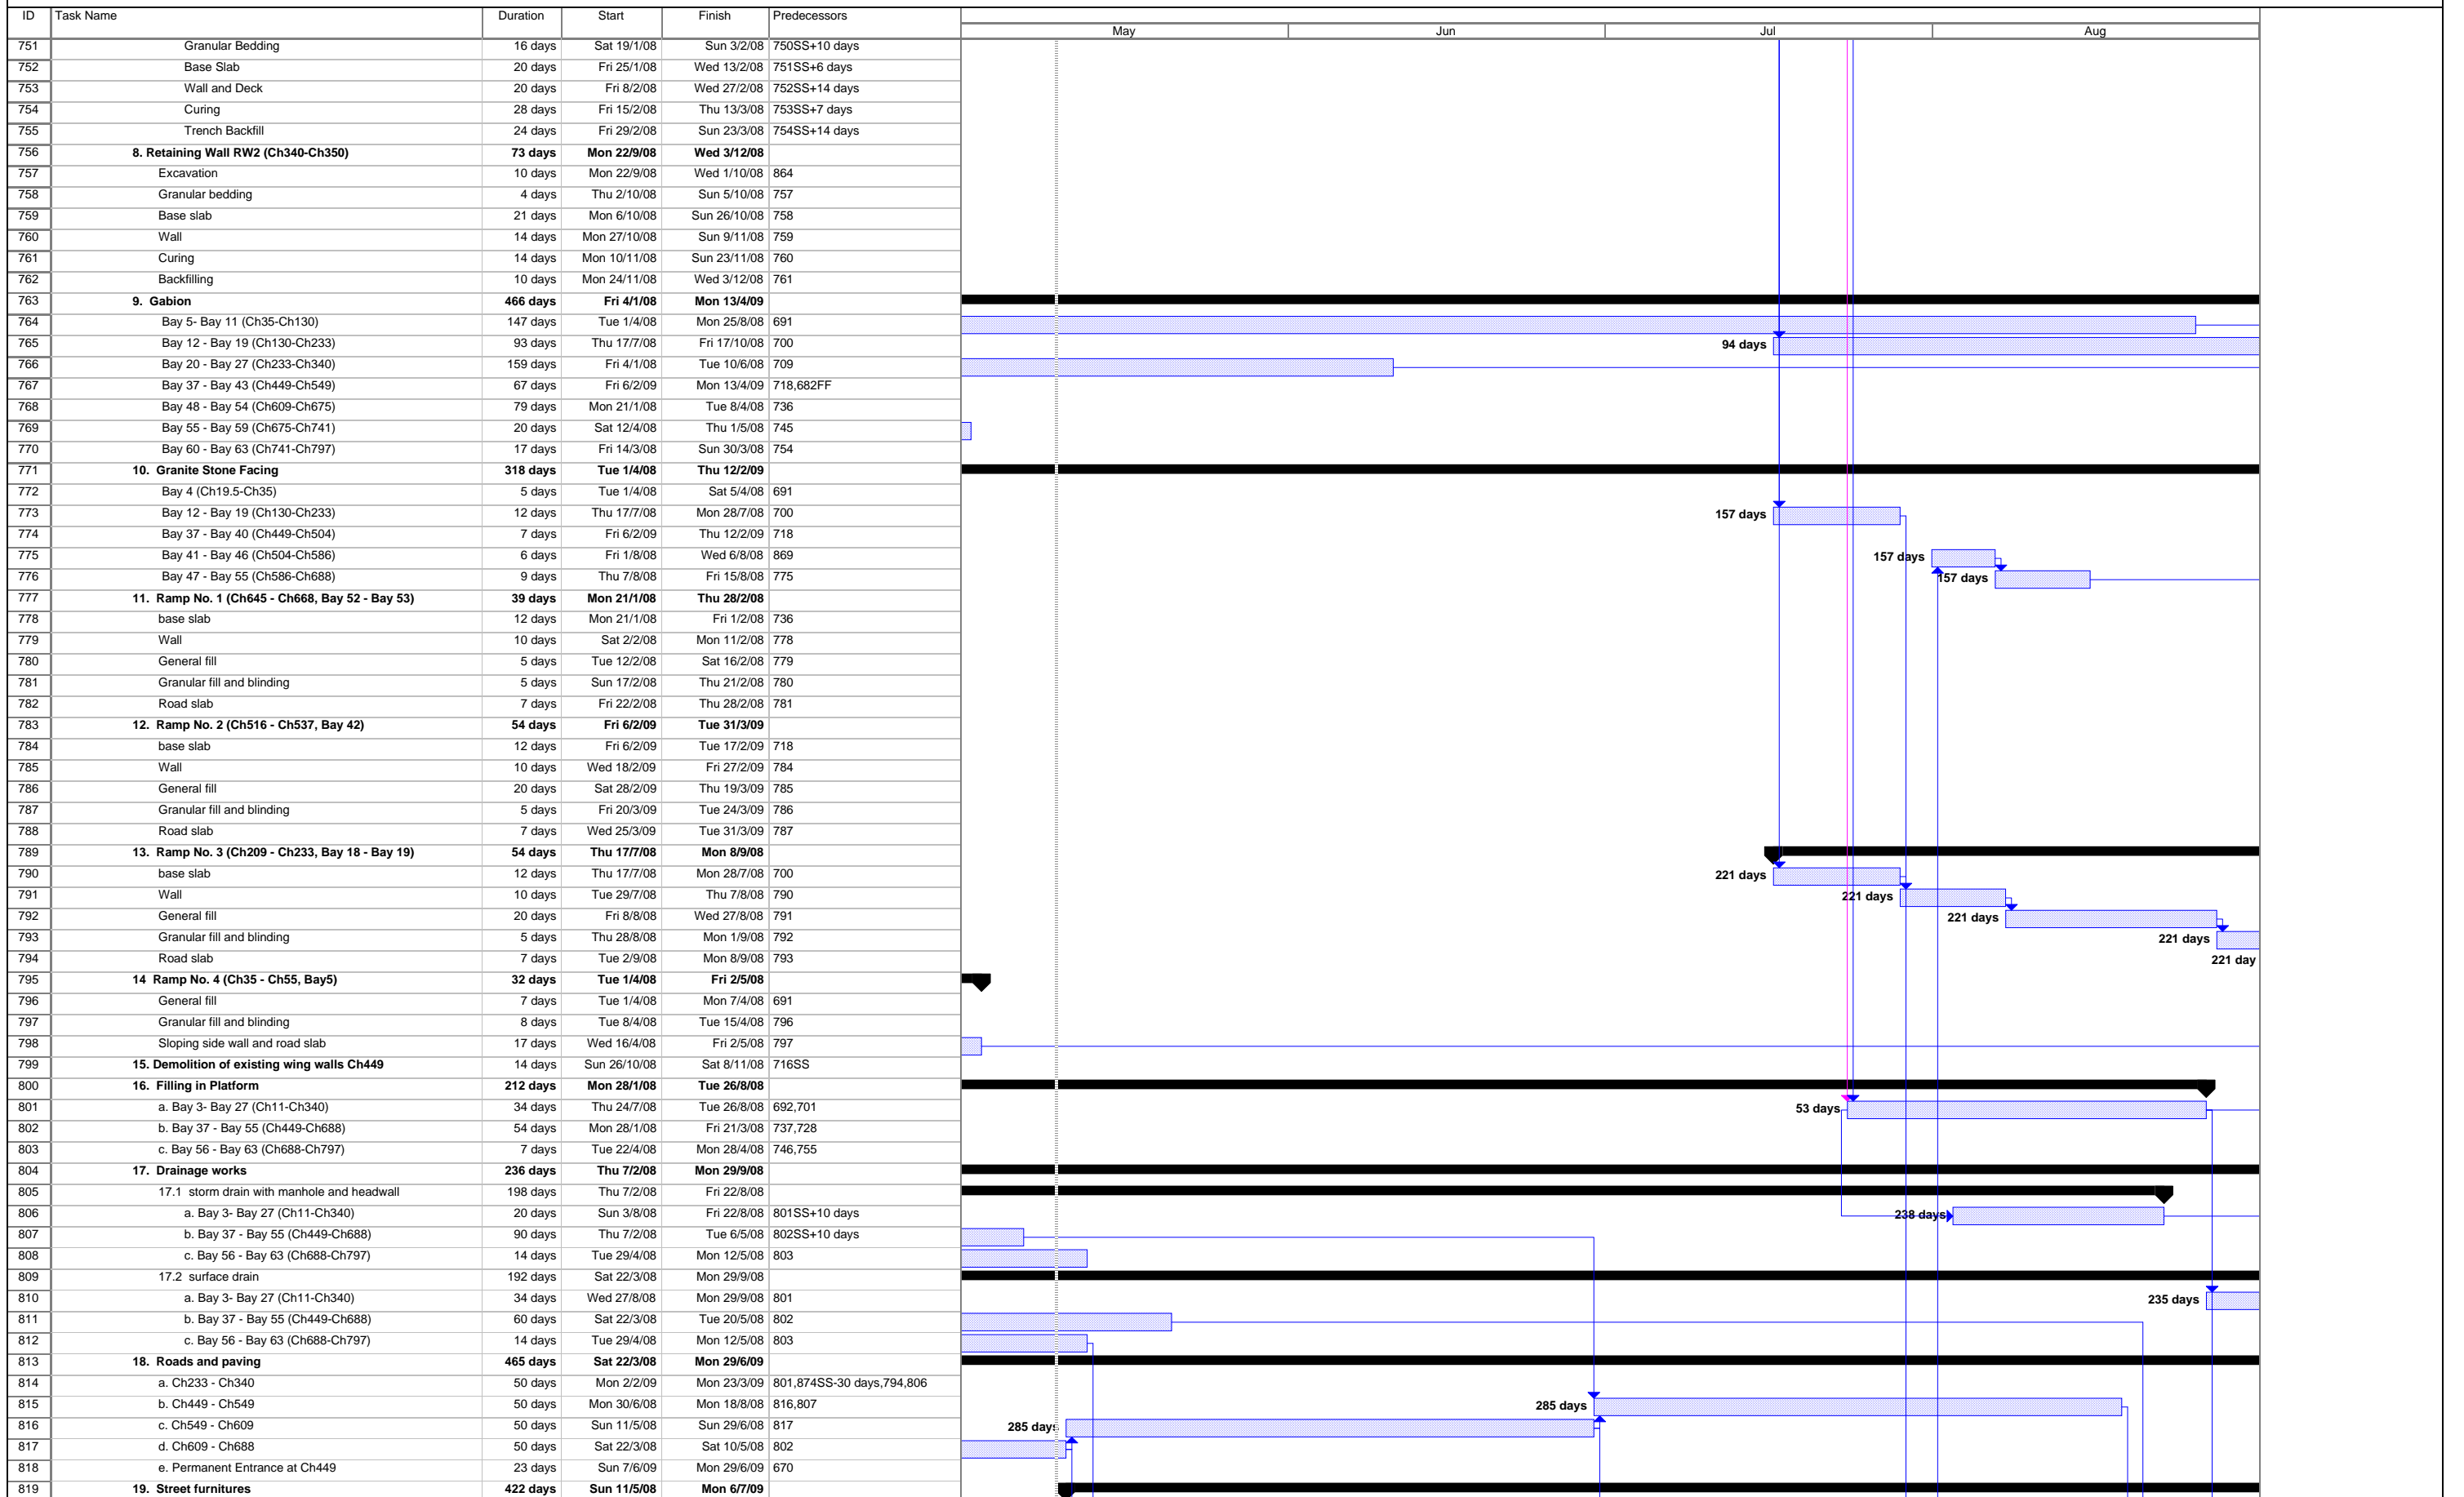 ID Task Name Duration Start Finish Predecessors
May Jun Jul Aug
751 Granular Bedding 16 days Sat 19/1/08 Sun 3/2/08 750SS+10 days
752 Base Slab 20 days Fri 25/1/08 Wed 13/2/08 751SS+6 days
753 Wall and Deck 20 days Fri 8/2/08 Wed 27/2/08 752SS+14 days
754 Curing 28 days Fri 15/2/08 Thu 13/3/08 753SS+7 days
755 Trench Backfill 24 days Fri 29/2/08 Sun 23/3/08 754SS+14 days
756 8. Retaining Wall RW2 (Ch340-Ch350) 73 days Mon 22/9/08 Wed 3/12/08
757 Excavation 10 days Mon 22/9/08 Wed 1/10/08 864
758 Granular bedding 4 days Thu 2/10/08 Sun 5/10/08 757
759 Base slab 21 days Mon 6/10/08 Sun 26/10/08 758
760 Wall 14 days Mon 27/10/08 Sun 9/11/08 759
761 Curing 14 days Mon 10/11/08 Sun 23/11/08 760
762 Backfilling 10 days Mon 24/11/08 Wed 3/12/08 761
763 9. Gabion 466 days Fri 4/1/08 Mon 13/4/09
764 Bay 5- Bay 11 (Ch35-Ch130) 147 days Tue 1/4/08 Mon 25/8/08 691
765 Bay 12 - Bay 19 (Ch130-Ch233) 93 days Thu 17/7/08 Fri 17/10/08 700 94 days
766 Bay 20 - Bay 27 (Ch233-Ch340) 159 days Fri 4/1/08 Tue 10/6/08 709
767 Bay 37 - Bay 43 (Ch449-Ch549) 67 days Fri 6/2/09 Mon 13/4/09 718,682FF
768 Bay 48 - Bay 54 (Ch609-Ch675) 79 days Mon 21/1/08 Tue 8/4/08 736
769 Bay 55 - Bay 59 (Ch675-Ch741) 20 days Sat 12/4/08 Thu 1/5/08 745
770 Bay 60 - Bay 63 (Ch741-Ch797) 17 days Fri 14/3/08 Sun 30/3/08 754
771 10. Granite Stone Facing 318 days Tue 1/4/08 Thu 12/2/09
772 Bay 4 (Ch19.5-Ch35) 5 days Tue 1/4/08 Sat 5/4/08 691
773 Bay 12 - Bay 19 (Ch130-Ch233) 12 days Thu 17/7/08 Mon 28/7/08 700 157 days
774 Bay 37 - Bay 40 (Ch449-Ch504) 7 days Fri 6/2/09 Thu 12/2/09 718
775 Bay 41 - Bay 46 (Ch504-Ch586) 6 days Fri 1/8/08 Wed 6/8/08 869 157 days
776 Bay 47 - Bay 55 (Ch586-Ch688) 9 days Thu 7/8/08 Fri 15/8/08 775 157 days
777 11. Ramp No. 1 (Ch645 - Ch668, Bay 52 - Bay 53) 39 days Mon 21/1/08 Thu 28/2/08
778 base slab 12 days Mon 21/1/08 Fri 1/2/08 736
779 Wall 10 days Sat 2/2/08 Mon 11/2/08 778
780 General fill 5 days Tue 12/2/08 Sat 16/2/08 779
781 Granular fill and blinding 5 days Sun 17/2/08 Thu 21/2/08 780
782 Road slab 7 days Fri 22/2/08 Thu 28/2/08 781
783 12. Ramp No. 2 (Ch516 - Ch537, Bay 42) 54 days Fri 6/2/09 Tue 31/3/09
784 base slab 12 days Fri 6/2/09 Tue 17/2/09 718
785 Wall 10 days Wed 18/2/09 Fri 27/2/09 784
786 General fill 20 days Sat 28/2/09 Thu 19/3/09 785
787 Granular fill and blinding 5 days Fri 20/3/09 Tue 24/3/09 786
788 Road slab 7 days Wed 25/3/09 Tue 31/3/09 787
789 13. Ramp No. 3 (Ch209 - Ch233, Bay 18 - Bay 19) 54 days Thu 17/7/08 Mon 8/9/08
790 base slab 12 days Thu 17/7/08 Mon 28/7/08 700 221 days
791 Wall 10 days Tue 29/7/08 Thu 7/8/08 790 221 days
792 General fill 20 days Fri 8/8/08 Wed 27/8/08 791 221 days
793 Granular fill and blinding 5 days Thu 28/8/08 Mon 1/9/08 792 221 days
794 Road slab 7 days Tue 2/9/08 Mon 8/9/08 793 221 day
795 14 Ramp No. 4 (Ch35 - Ch55, Bay5) 32 days Tue 1/4/08 Fri 2/5/08
796 General fill 7 days Tue 1/4/08 Mon 7/4/08 691
797 Granular fill and blinding 8 days Tue 8/4/08 Tue 15/4/08 796
798 Sloping side wall and road slab 17 days Wed 16/4/08 Fri 2/5/08 797
799 15. Demolition of existing wing walls Ch449 14 days Sun 26/10/08 Sat 8/11/08 716SS
800 16. Filling in Platform 212 days Mon 28/1/08 Tue 26/8/08
801 a. Bay 3- Bay 27 (Ch11-Ch340) 34 days Thu 24/7/08 Tue 26/8/08 692,701 53 days
802 b. Bay 37 - Bay 55 (Ch449-Ch688) 54 days Mon 28/1/08 Fri 21/3/08 737,728
803 c. Bay 56 - Bay 63 (Ch688-Ch797) 7 days Tue 22/4/08 Mon 28/4/08 746,755
804 17. Drainage works 236 days Thu 7/2/08 Mon 29/9/08
805 17.1 storm drain with manhole and headwall 198 days Thu 7/2/08 Fri 22/8/08
806 a. Bay 3- Bay 27 (Ch11-Ch340) 20 days Sun 3/8/08 Fri 22/8/08 801SS+10 days 238 days
807 b. Bay 37 - Bay 55 (Ch449-Ch688) 90 days Thu 7/2/08 Tue 6/5/08 802SS+10 days
808 c. Bay 56 - Bay 63 (Ch688-Ch797) 14 days Tue 29/4/08 Mon 12/5/08 803
809 17.2 surface drain 192 days Sat 22/3/08 Mon 29/9/08
810 a. Bay 3- Bay 27 (Ch11-Ch340) 34 days Wed 27/8/08 Mon 29/9/08 801 235 days
811 b. Bay 37 - Bay 55 (Ch449-Ch688) 60 days Sat 22/3/08 Tue 20/5/08 802
812 c. Bay 56 - Bay 63 (Ch688-Ch797) 14 days Tue 29/4/08 Mon 12/5/08 803
813 18. Roads and paving 465 days Sat 22/3/08 Mon 29/6/09
814 a. Ch233 - Ch340 50 days Mon 2/2/09 Mon 23/3/09 801,874SS-30 days,794,806
815 b. Ch449 - Ch549 50 days Mon 30/6/08 Mon 18/8/08 816,807 285 days
816 c. Ch549 - Ch609 50 days Sun 11/5/08 Sun 29/6/08 817 285 days
817 d. Ch609 - Ch688 50 days Sat 22/3/08 Sat 10/5/08 802
818 e. Permanent Entrance at Ch449 23 days Sun 7/6/09 Mon 29/6/09 670
819 19. Street furnitures 422 days Sun 11/5/08 Mon 6/7/09